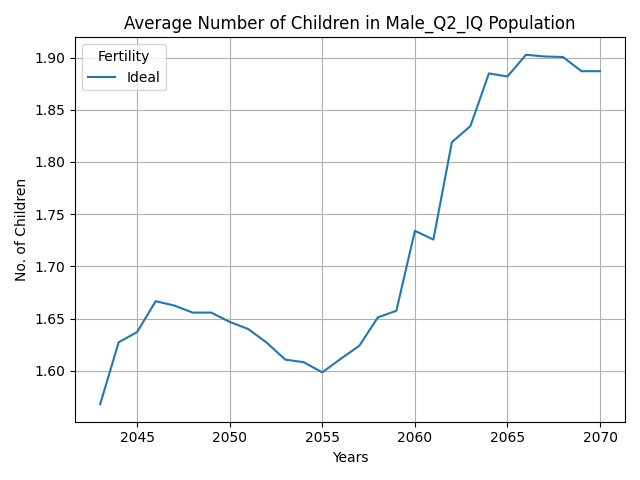 Average Number of Children in Male_Q2_IQ Population
Fertility
Ideal
No. of Children
1.90
1.85
1.80
1.75
1.70
1.65
1.60
2045 2050 2055 2060 2065 2070
Years